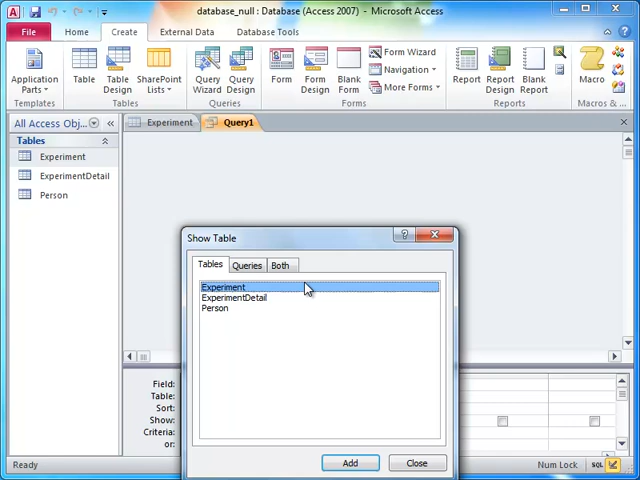 database_null : Database (Access 2007) - Microsoft Access
File
Home
Create
External Data
Database Tools
Application Parts
Table
Table Design
SharePoint Lists
Query Wizard
Query Design
Form
Form Design
Blank Form
Form Wizard
Navigation
More Forms
Report
Report Design
Blank Report
Macro
Templates
Tables
Queries
Forms
Reports
Macros & ...
All Access Obj...
Experiment
Query1
Tables
Experiment
ExperimentDetail
Person
Show Table
Tables
Queries
Both
Experiment
ExperimentDetail
Person
Add
Close
Field:
Table:
Sort:
Show:
Criteria:
or:
Ready
Num Lock
SQL